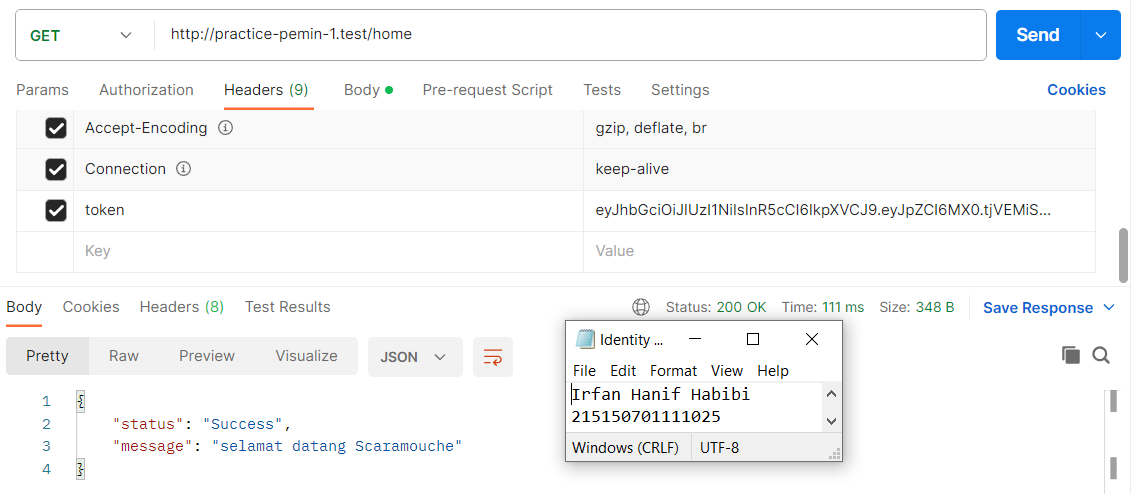 GET http://practice-pemin-1.test/home Send
Params Authorization Headers (9) Body Pre-request Script Tests Settings Cookies
Accept-Encoding gzip, deflate, br
Connection keep-alive
token eyJhbGciOiJIUzI1NiIsInR5cCI6IkpXVCJ9.eyJpZCI6MX0.tjVEMiS...
Key Value
Body Cookies Headers (8) Test Results Status: 200 OK Time: 111 ms Size: 348 B Save Response
Pretty Raw Preview Visualize JSON
1 {
2 "status": "Success",
3 "message": "selamat datang Scaramouche"
4 }
Identity ...
File Edit Format View Help
Irfan Hanif Habibi
215150701111025
Windows (CRLF) UTF-8